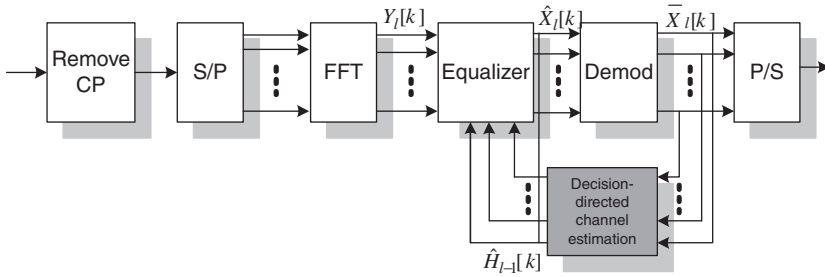 Y_l[k]
X̂_l[k]
X̄_l[k]
Remove
CP
S/P
FFT
Equalizer
Demod
P/S
Decision-
directed
channel
estimation
Ĥ_{l−1}[k]